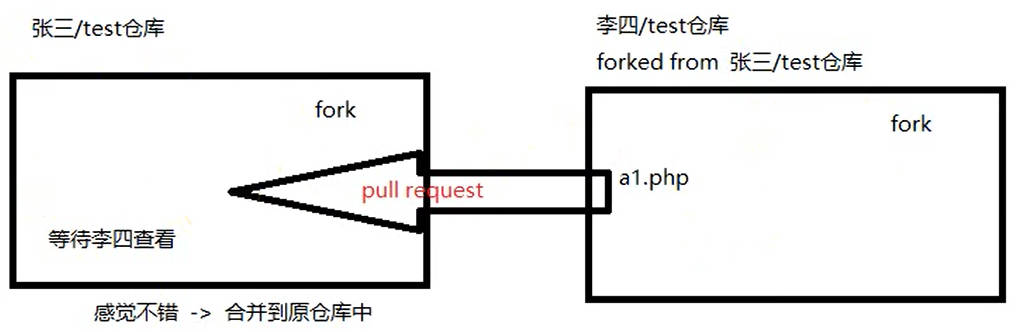 张三/test仓库
fork
pull request
等待李四查看
感觉不错 -> 合并到原仓库中
李四/test仓库
forked from 张三/test仓库
fork
a1.php